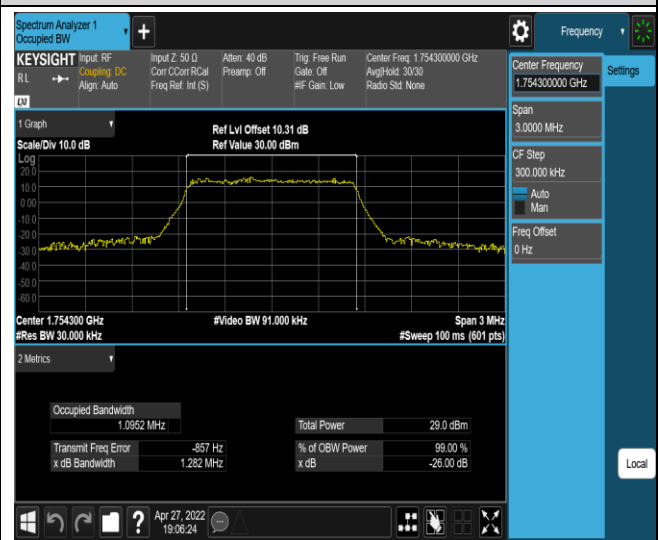 Spectrum Analyzer 1
Occupied BW
Frequency
KEYSIGHT
RL
LXI
Input: RF
Coupling: DC
Align: Auto
Input Z: 50 Ω
Corr CCorr RCal
Freq Ref: Int (S)
Atten: 40 dB
Preamp: Off
Trig: Free Run
Gate: Off
#IF Gain: Low
Center Freq: 1.754300000 GHz
Avg|Hold: 30/30
Radio Std: None
Center Frequency
1.754300000 GHz
Settings
Span
3.0000 MHz
CF Step
300.000 kHz
Auto
Man
Freq Offset
0 Hz
1 Graph
Scale/Div 10.0 dB
Ref Lvl Offset 10.31 dB
Ref Value 30.00 dBm
Log
20.0
10.0
0.00
-10.0
-20.0
-30.0
-40.0
-50.0
-60.0
Center 1.754300 GHz
#Video BW 91.000 kHz
Span 3 MHz
#Res BW 30.000 kHz
#Sweep 100 ms (601 pts)
2 Metrics
Occupied Bandwidth
1.0952 MHz
Total Power 29.0 dBm
Transmit Freq Error -857 Hz
% of OBW Power 99.00 %
x dB Bandwidth 1.282 MHz
x dB -26.00 dB
Local
?
Apr 27, 2022
19:06:24